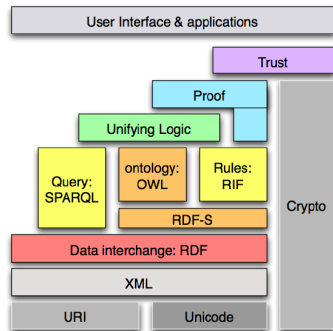 User Interface & applications
Trust
Proof
Unifying Logic
Query:
SPARQL
ontology:
OWL
Rules:
RIF
Crypto
RDF-S
Data interchange: RDF
XML
URI
Unicode